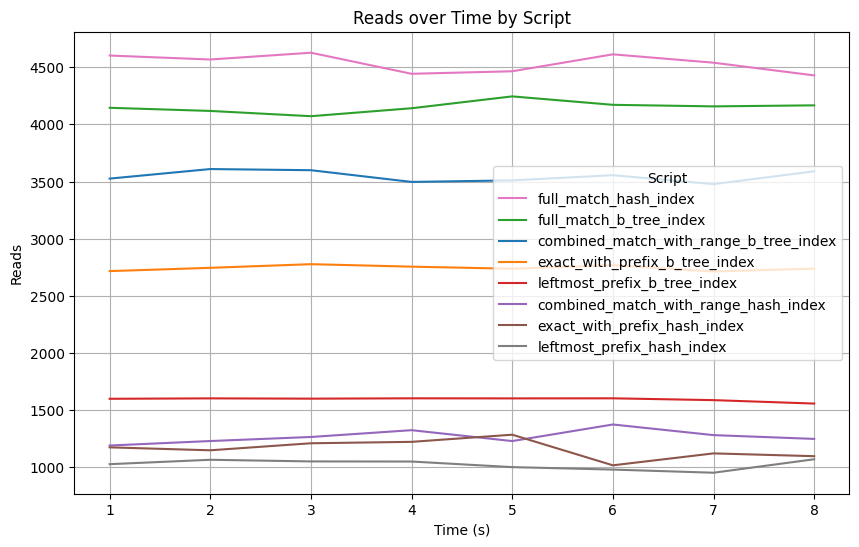 Reads over Time by Script
Reads
4500
4000
3500
3000
2500
2000
1500
1000
Script
full_match_hash_index
full_match_b_tree_index
combined_match_with_range_b_tree_index
exact_with_prefix_b_tree_index
leftmost_prefix_b_tree_index
combined_match_with_range_hash_index
exact_with_prefix_hash_index
leftmost_prefix_hash_index
1 2 3 4 5 6 7 8
Time (s)